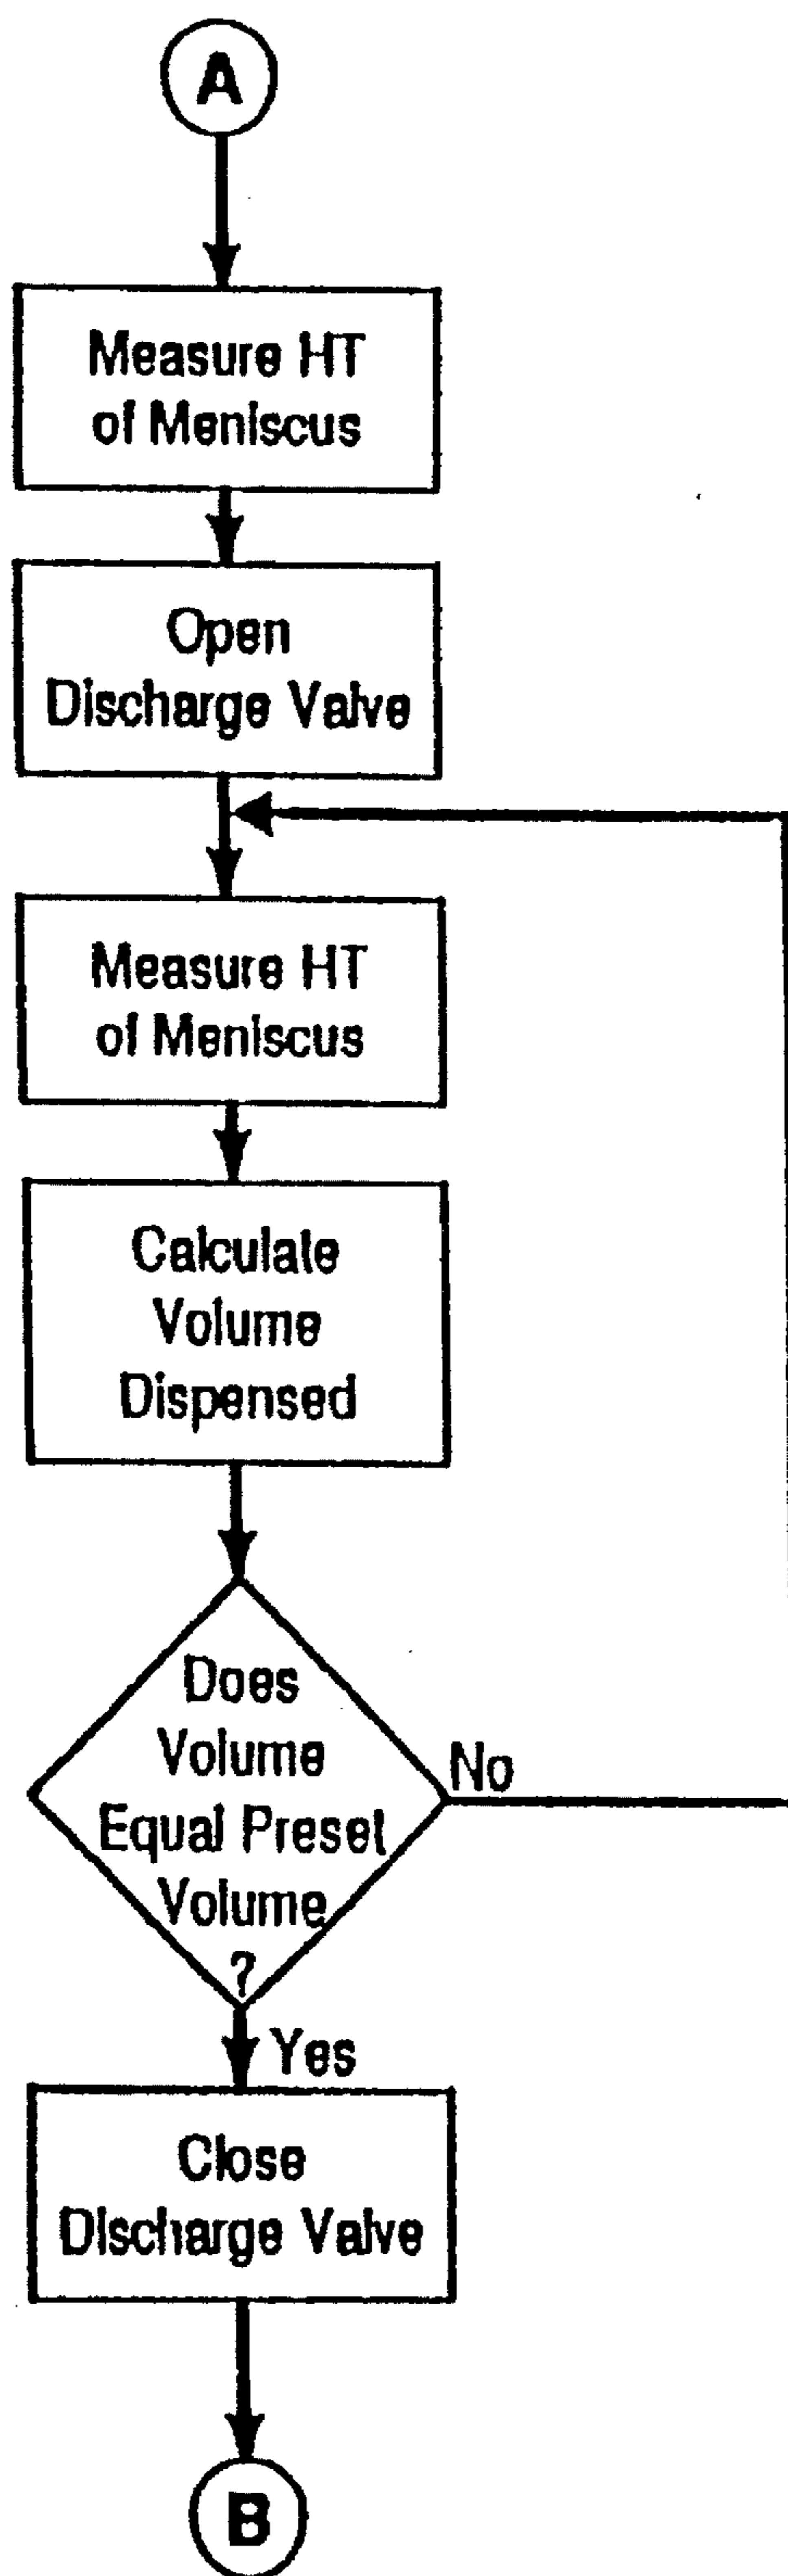 A
Measure HT
of Meniscus
Open
Discharge Valve
Measure HT
of Meniscus
Calculate
Volume
Dispensed
Does
Volume
Equal Preset
Volume
?
No
Yes
Close
Discharge Valve
B